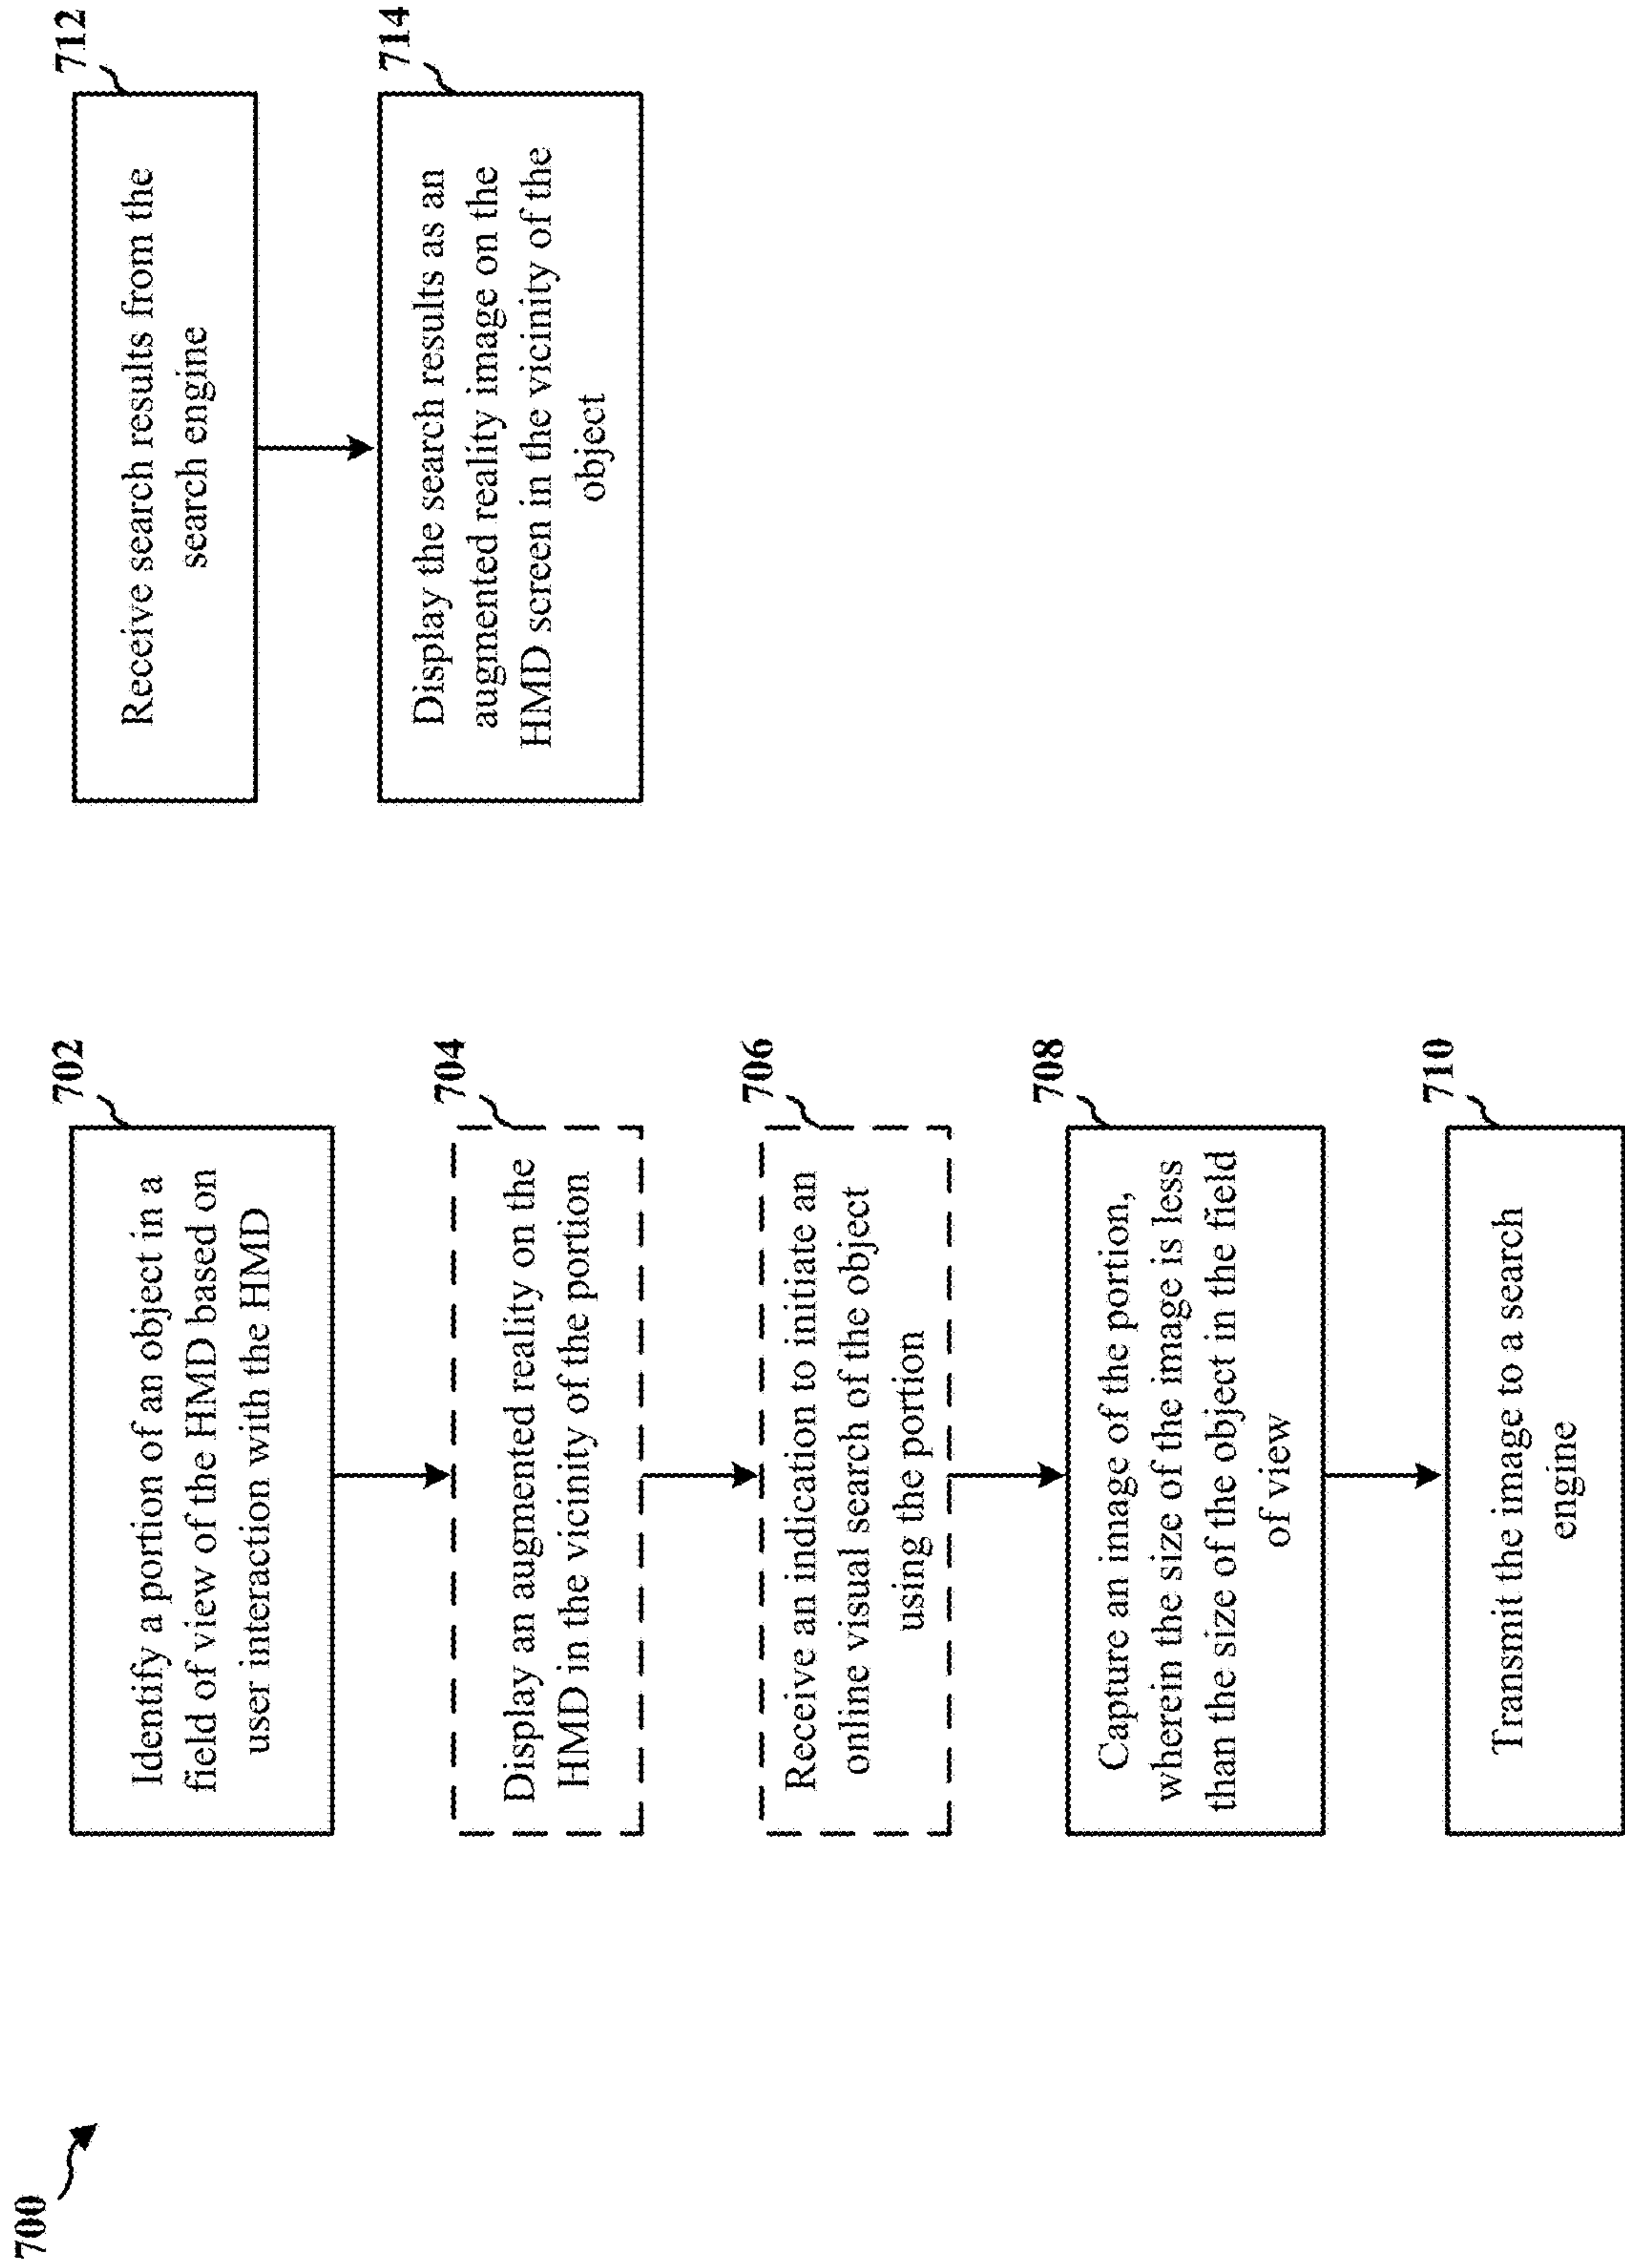 700
702
Identify a portion of an object in a
field of view of the HMD based on
user interaction with the HMD
704
Display an augmented reality on the
HMD in the vicinity of the portion
706
Receive an indication to initiate an
online visual search of the object
using the portion
708
Capture an image of the portion,
wherein the size of the image is less
than the size of the object in the field
of view
710
Transmit the image to a search
engine
712
Receive search results from the
search engine
714
Display the search results as an
augmented reality image on the
HMD screen in the vicinity of the
object